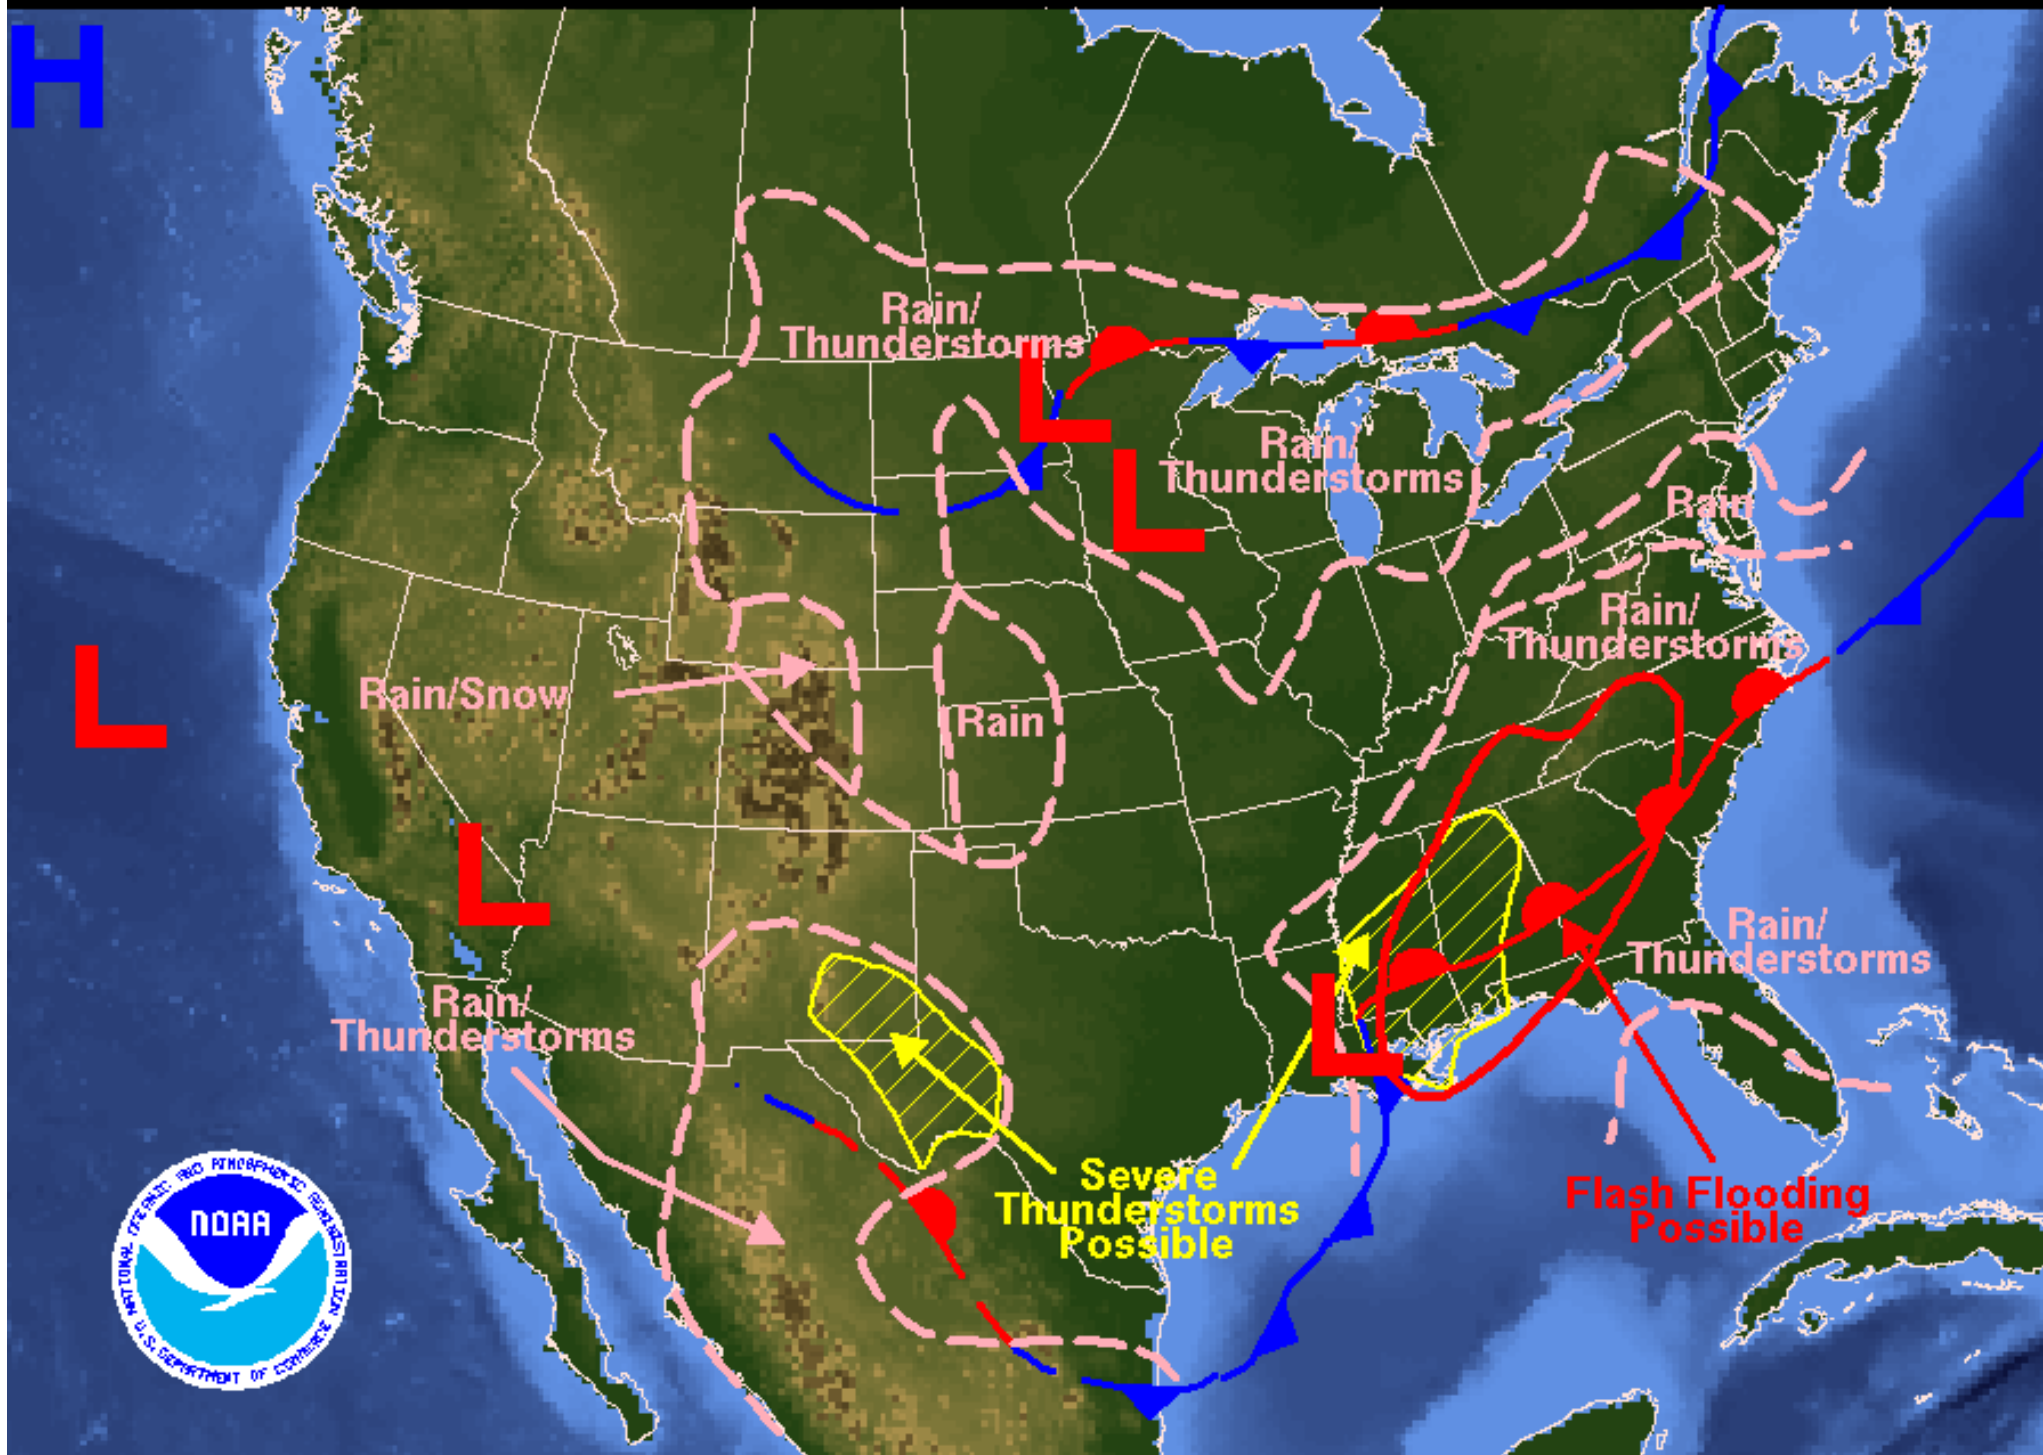 H
Rain/
Thunderstorms
L
L
Rain/
Thunderstorms
Rain
Rain/
Thunderstorms
L
Rain/Snow
Rain
L
Rain/
Thunderstorms
Rain/
Thunderstorms
L
Severe
Thunderstorms
Possible
Flash Flooding
Possible
NATIONAL OCEANIC AND ATMOSPHERIC ADMINISTRATION
NOAA
U.S. DEPARTMENT OF COMMERCE